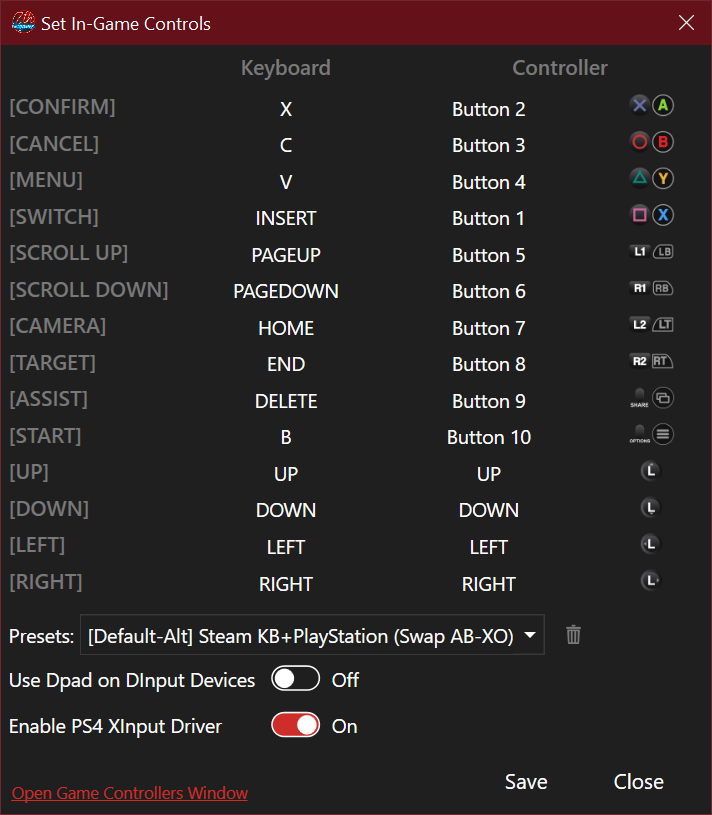 Set In-Game Controls
Keyboard Controller
[CONFIRM] X Button 2 A
[CANCEL] C Button 3 B
[MENU] V Button 4 Y
[SWITCH] INSERT Button 1 X
[SCROLL UP] PAGEUP Button 5 L1 LB
[SCROLL DOWN] PAGEDOWN Button 6 R1 RB
[CAMERA] HOME Button 7 L2 LT
[TARGET] END Button 8 R2 RT
[ASSIST] DELETE Button 9 SHARE
[START] B Button 10 OPTIONS
[UP] UP UP L
[DOWN] DOWN DOWN L
[LEFT] LEFT LEFT L
[RIGHT] RIGHT RIGHT L
Presets: [Default-Alt] Steam KB+PlayStation (Swap AB-XO)
Use Dpad on DInput Devices Off
Enable PS4 XInput Driver On
Open Game Controllers Window Save Close